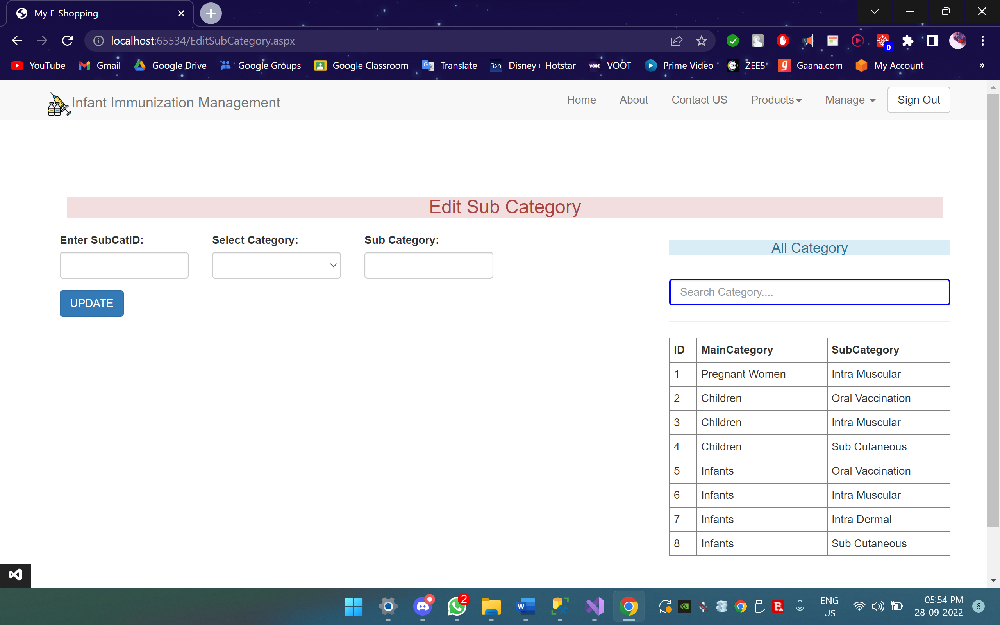 My E-Shopping
localhost:65534/EditSubCategory.aspx
0
YouTube Gmail Google Drive Google Groups Google Classroom Translate Disney+ Hotstar voot VOOT Prime Video ZEE5 Gaana.com My Account »
Infant Immunization Management Home About Contact US Products Manage Sign Out
Edit Sub Category
Enter SubCatID: Select Category: Sub Category:
UPDATE
All Category
Search Category....
ID MainCategory SubCategory
1 Pregnant Women Intra Muscular
2 Children Oral Vaccination
3 Children Intra Muscular
4 Children Sub Cutaneous
5 Infants Oral Vaccination
6 Infants Intra Muscular
7 Infants Intra Dermal
8 Infants Sub Cutaneous
2
ENG
US
05:54 PM
28-09-2022
6